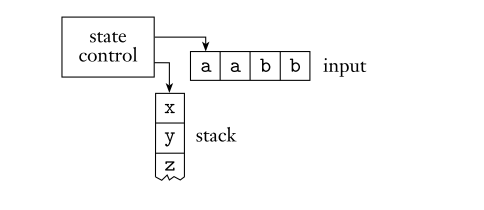 state
control
a a b b input
x
y stack
z